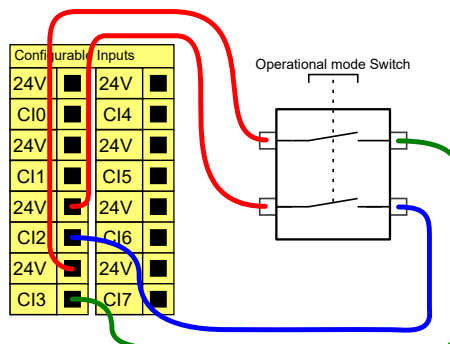 Configurable Inputs
Operational mode Switch
24V 24V
CI0 CI4
24V 24V
CI1 CI5
24V 24V
CI2 CI6
24V 24V
CI3 CI7